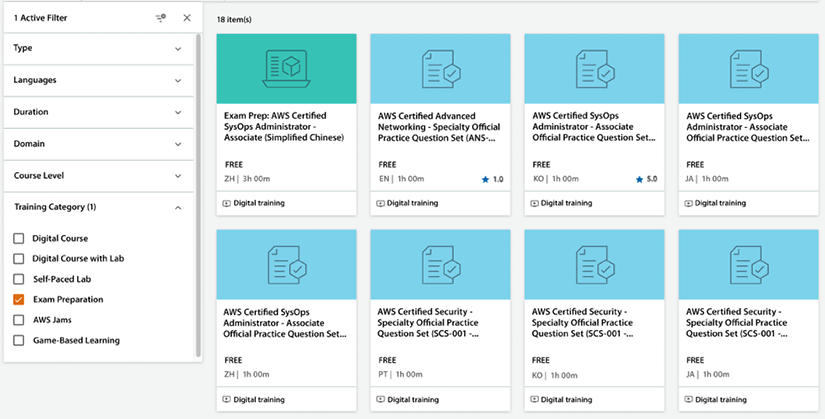 1 Active Filter
Type
Languages
Duration
Domain
Course Level
Training Category (1)
Digital Course
Digital Course with Lab
Self-Paced Lab
Exam Preparation
AWS Jams
Game-Based Learning
18 item(s)
Exam Prep: AWS Certified
SysOps Administrator -
Associate (Simplified Chinese)
FREE
ZH | 3h 00m
Digital training
AWS Certified Advanced
Networking - Specialty Official
Practice Question Set (ANS-...
FREE
EN | 1h 00m
1.0
Digital training
AWS Certified SysOps
Administrator - Associate
Official Practice Question Set...
FREE
KO | 1h 00m
5.0
Digital training
AWS Certified SysOps
Administrator - Associate
Official Practice Question Set...
FREE
JA | 1h 00m
Digital training
AWS Certified SysOps
Administrator - Associate
Official Practice Question Set...
FREE
ZH | 1h 00m
Digital training
AWS Certified Security -
Specialty Official Practice
Question Set (SCS-001 -...
FREE
PT | 1h 00m
Digital training
AWS Certified Security -
Specialty Official Practice
Question Set (SCS-001 -...
FREE
KO | 1h 00m
Digital training
AWS Certified Security -
Specialty Official Practice
Question Set (SCS-001 -...
FREE
JA | 1h 00m
Digital training